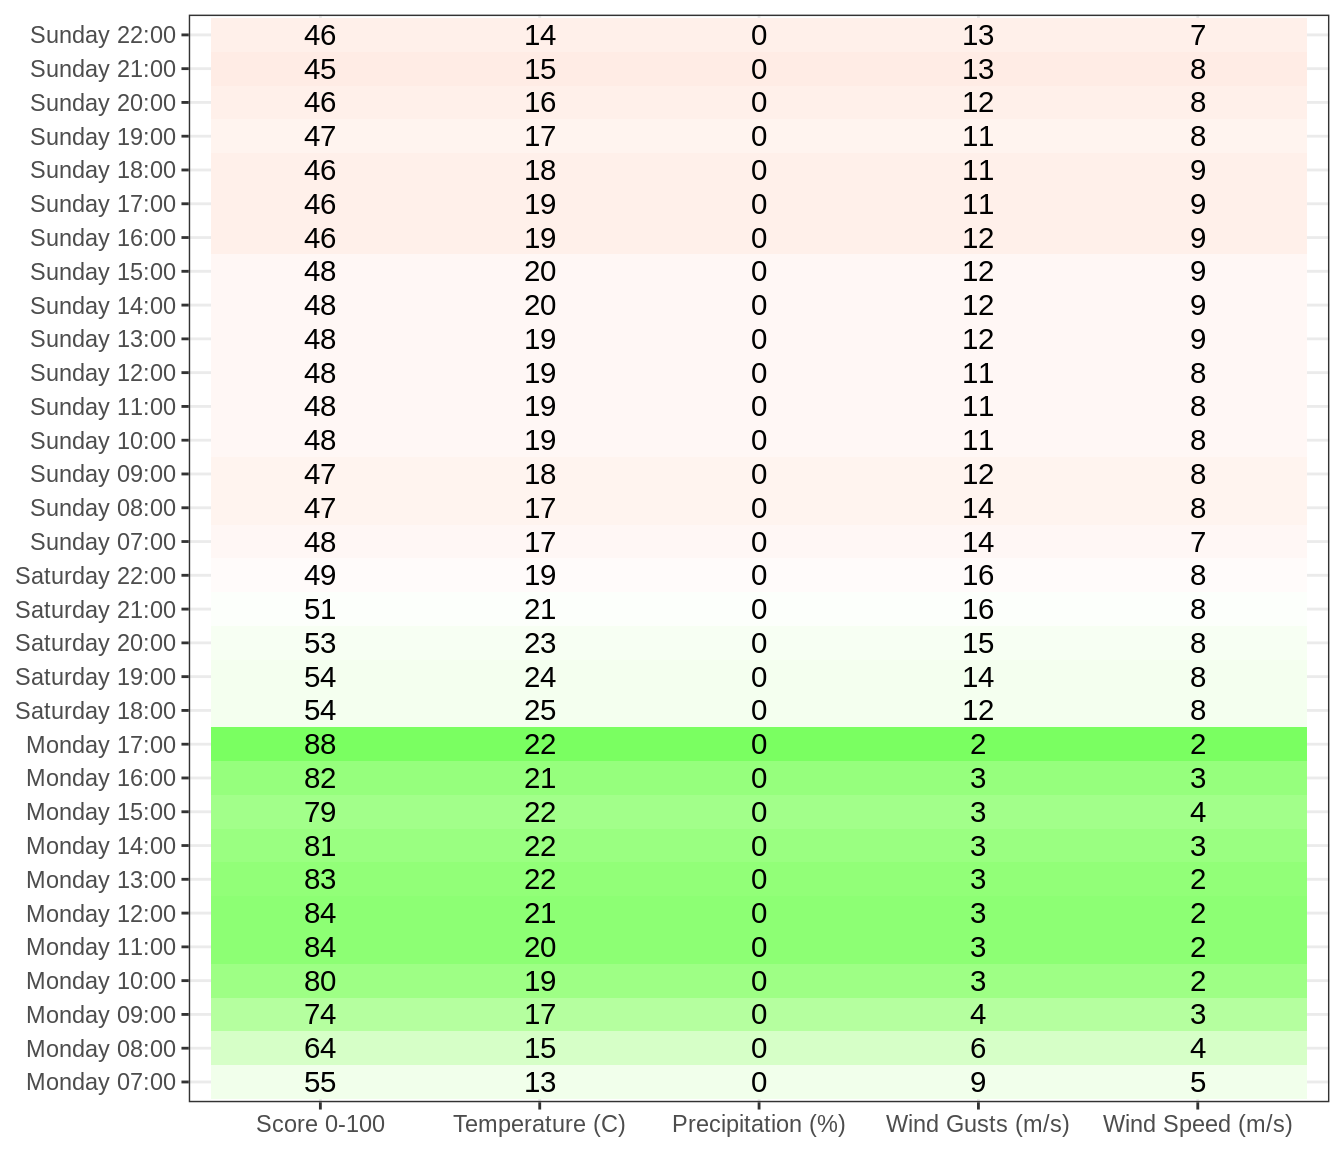 Sunday 22:00 46 14 0 13 7
Sunday 21:00 45 15 0 13 8
Sunday 20:00 46 16 0 12 8
Sunday 19:00 47 17 0 11 8
Sunday 18:00 46 18 0 11 9
Sunday 17:00 46 19 0 11 9
Sunday 16:00 46 19 0 12 9
Sunday 15:00 48 20 0 12 9
Sunday 14:00 48 20 0 12 9
Sunday 13:00 48 19 0 12 9
Sunday 12:00 48 19 0 11 8
Sunday 11:00 48 19 0 11 8
Sunday 10:00 48 19 0 11 8
Sunday 09:00 47 18 0 12 8
Sunday 08:00 47 17 0 14 8
Sunday 07:00 48 17 0 14 7
Saturday 22:00 49 19 0 16 8
Saturday 21:00 51 21 0 16 8
Saturday 20:00 53 23 0 15 8
Saturday 19:00 54 24 0 14 8
Saturday 18:00 54 25 0 12 8
Monday 17:00 88 22 0 2 2
Monday 16:00 82 21 0 3 3
Monday 15:00 79 22 0 3 4
Monday 14:00 81 22 0 3 3
Monday 13:00 83 22 0 3 2
Monday 12:00 84 21 0 3 2
Monday 11:00 84 20 0 3 2
Monday 10:00 80 19 0 3 2
Monday 09:00 74 17 0 4 3
Monday 08:00 64 15 0 6 4
Monday 07:00 55 13 0 9 5
Score 0-100 Temperature (C) Precipitation (%) Wind Gusts (m/s) Wind Speed (m/s)